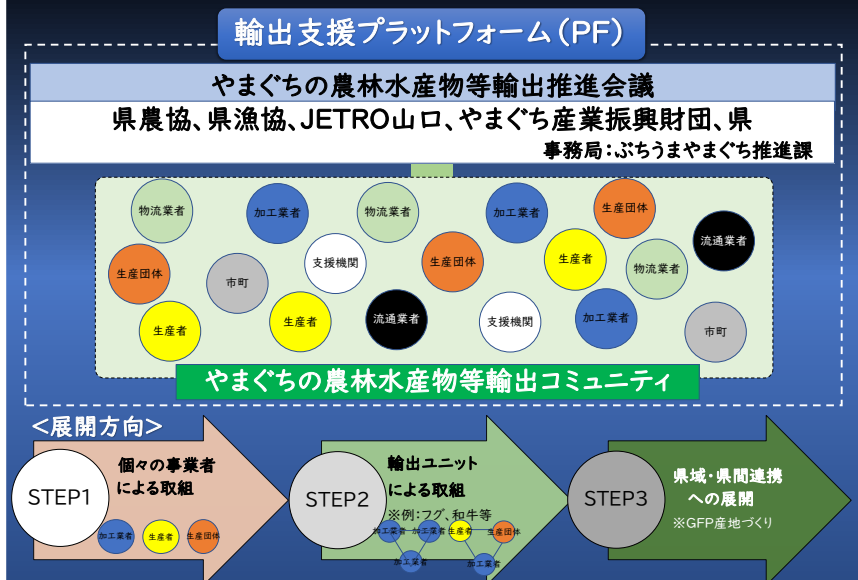 輸出支援プラットフォーム(PF)
やまぐちの農林水産物等輸出推進会議
県農協、県漁協、JETRO山口、やまぐち産業振興財団、県
事務局:ぶちうまやまぐち推進課
物流業者
加工業者
物流業者
加工業者
生産団体
流通業者
生産団体
市町
支援機関
生産団体
生産者
物流業者
生産者
生産者
流通業者
支援機関
加工業者
市町
やまぐちの農林水産物等輸出コミュニティ
<展開方向>
STEP1
個々の事業者
による取組
加工業者
生産者
生産団体
STEP2
輸出ユニット
による取組
※例:フグ、和牛等
加工業者
加工業者
生産者
生産団体
加工業者
加工業者
STEP3
県域・県間連携
への展開
※GFP産地づくり